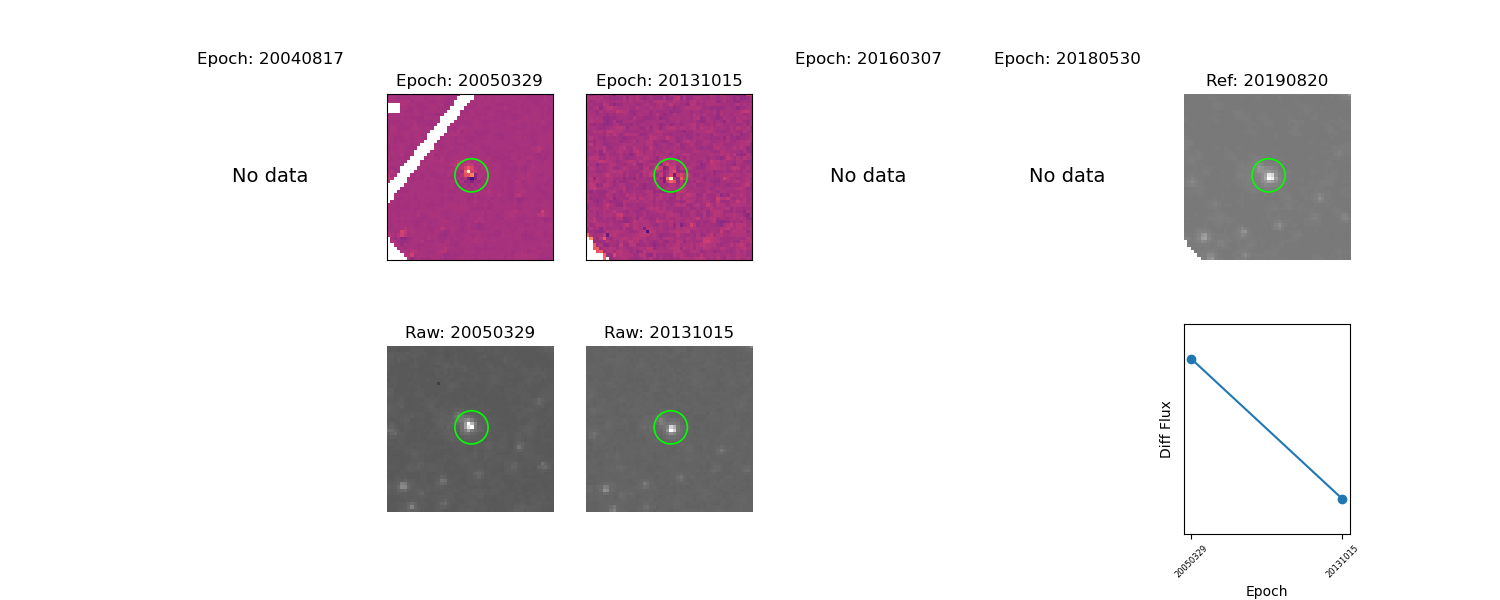 Epoch: 20040817
Epoch: 20050329
Epoch: 20131015
Epoch: 20160307
Epoch: 20180530
Ref: 20190820
No data
No data
No data
Raw: 20050329
Raw: 20131015
Diff Flux
20050329
20131015
Epoch